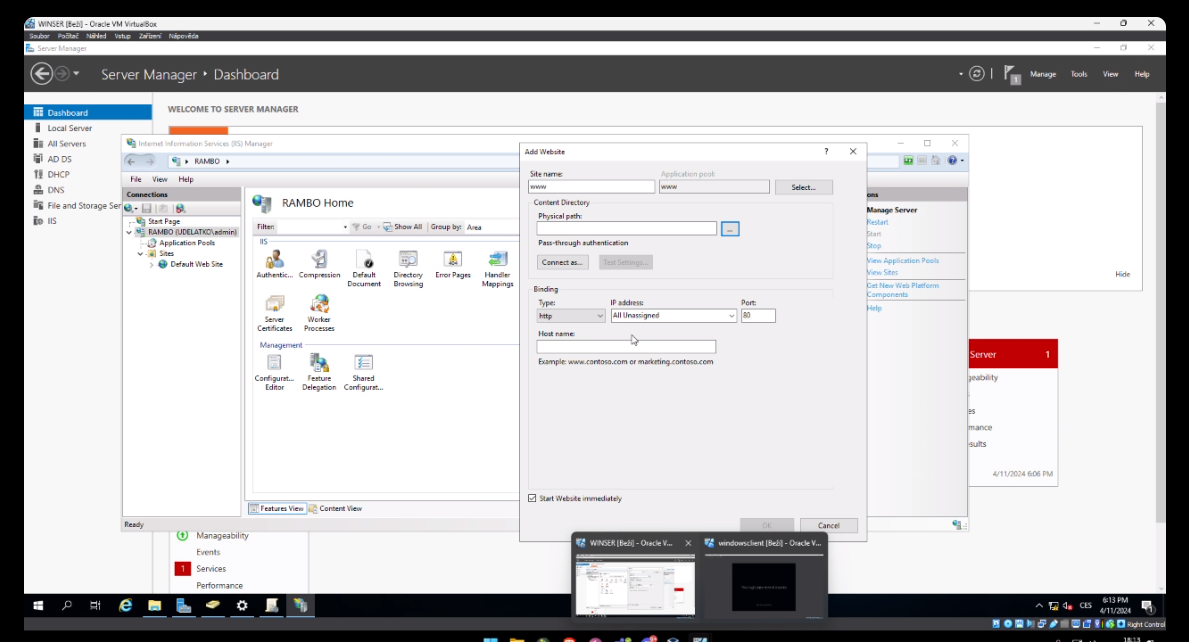 WINSER [Beží] - Oracle VM VirtualBox
Soubor Počítač Náhled Vstup Zařízení Nápověda
Server Manager
Server Manager • Dashboard
Manage Tools View Help
1
Dashboard
Local Server
All Servers
AD DS
DHCP
DNS
File and Storage Ser
IIS
WELCOME TO SERVER MANAGER
Internet Information Services (IIS) Manager
RAMBO
File View Help
Connections
Start Page
RAMBO (UDELATKO\admin)
Application Pools
Sites
Default Web Site
RAMBO Home
Filter: Go Show All Group by: Area
IIS
Authentic... Compression Default Document Directory Browsing Error Pages Handler Mappings
Server Certificates Worker Processes
Management
Configurat... Editor Feature Delegation Shared Configurat...
Features View Content View
Ready
Add Website
? X
Site name: Application pool:
www www Select...
Content Directory
Physical path:
...
Pass-through authentication
Connect as... Test Settings...
Binding
Type: IP address: Port:
http All Unassigned 80
Host name:
Example: www.contoso.com or marketing.contoso.com
Start Website immediately
OK Cancel
ons
Manage Server
Restart
Start
Stop
View Application Pools
View Sites
Get New Web Platform Components
Help
Hide
Server 1
geability
es
mance
sults
4/11/2024 6:06 PM
Manageability
Events
1 Services
Performance
WINSER [Beží] - Oracle V...
windowsclient [Beží] - Oracle V...
CES
6:13 PM
4/11/2024
Right Control
18:13